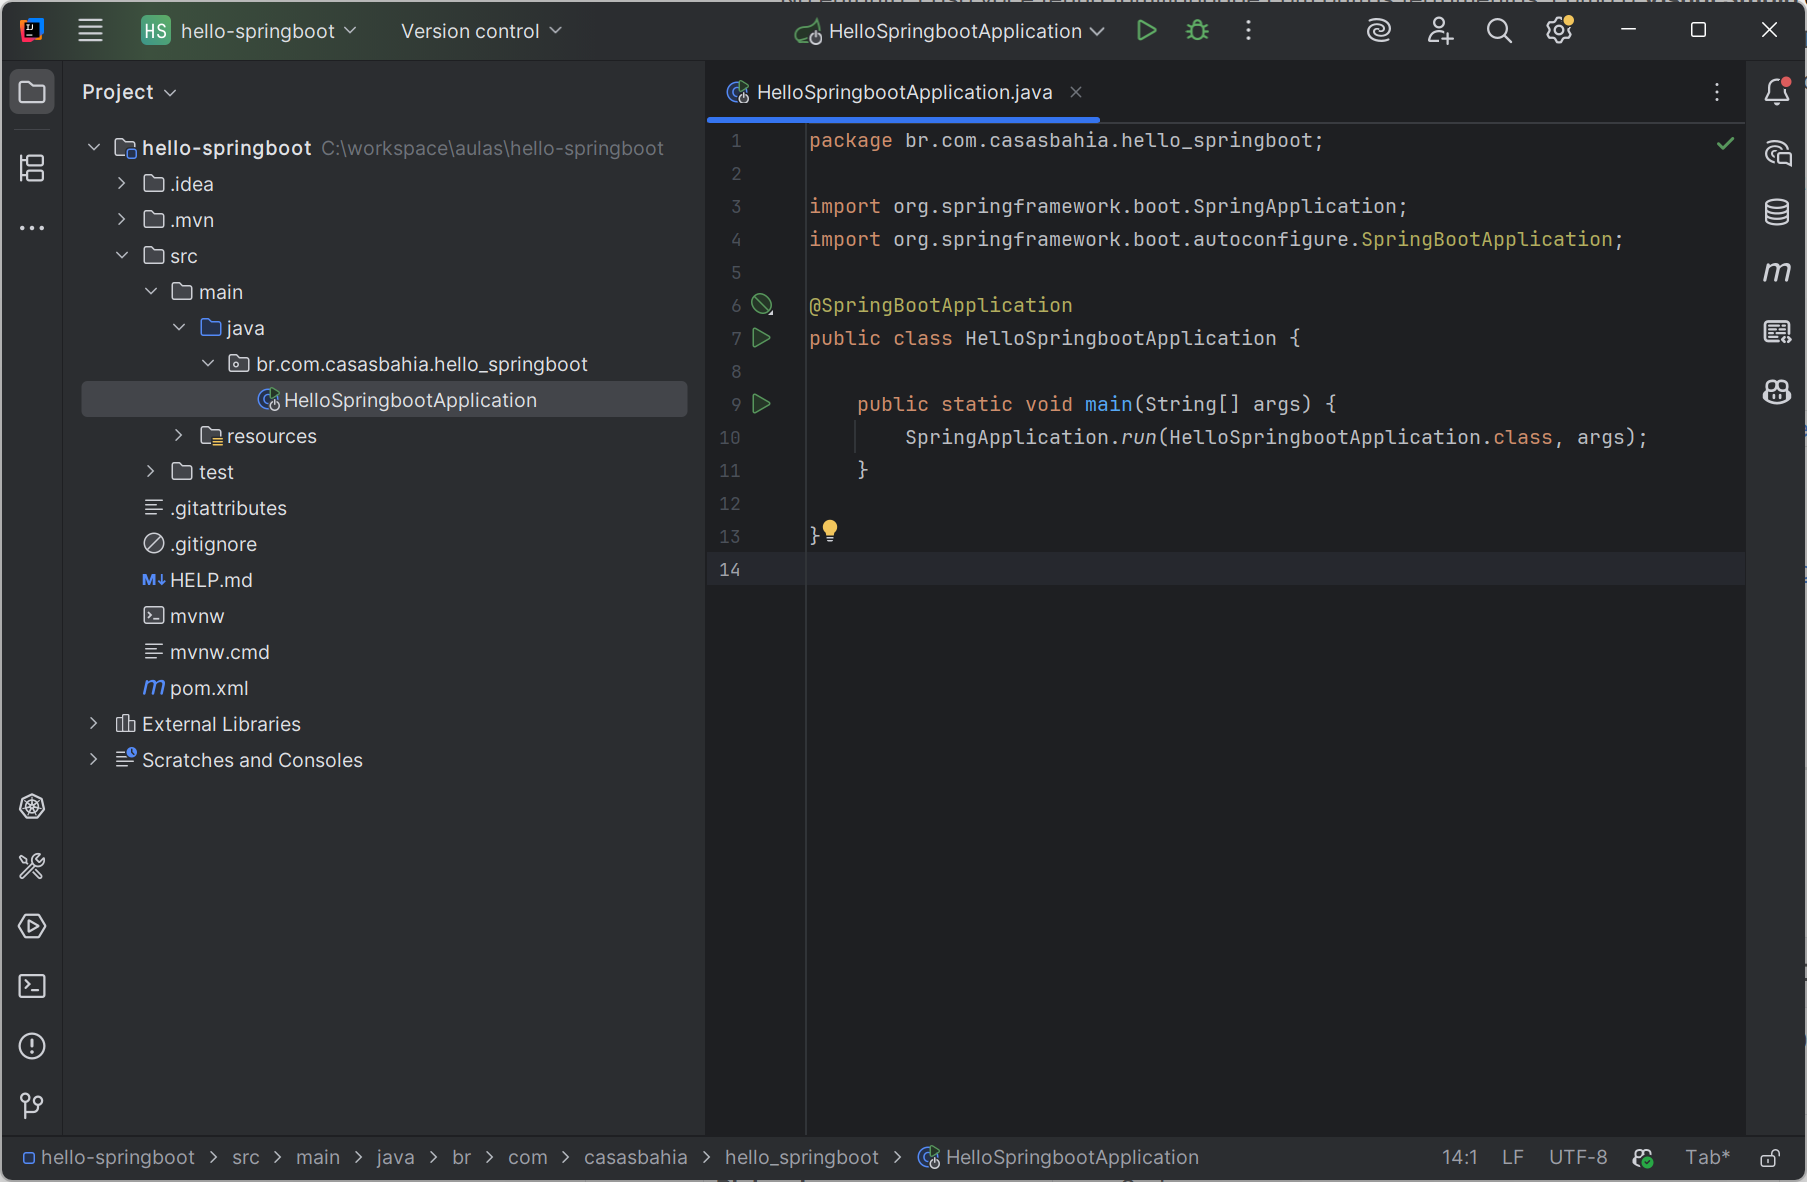 HS hello-springboot Version control HelloSpringbootApplication
Project
hello-springboot C:\workspace\aulas\hello-springboot
.idea
.mvn
src
main
java
br.com.casasbahia.hello_springboot
HelloSpringbootApplication
resources
test
.gitattributes
.gitignore
M↓ HELP.md
mvnw
mvnw.cmd
m pom.xml
External Libraries
Scratches and Consoles
HelloSpringbootApplication.java
1 package br.com.casasbahia.hello_springboot;
2
3 import org.springframework.boot.SpringApplication;
4 import org.springframework.boot.autoconfigure.SpringBootApplication;
5
6 @SpringBootApplication
7 public class HelloSpringbootApplication {
8
9 public static void main(String[] args) {
10 SpringApplication.run(HelloSpringbootApplication.class, args);
11 }
12
13 }
14
m
hello-springboot > src > main > java > br > com > casasbahia > hello_springboot > HelloSpringbootApplication 14:1 LF UTF-8 Tab*